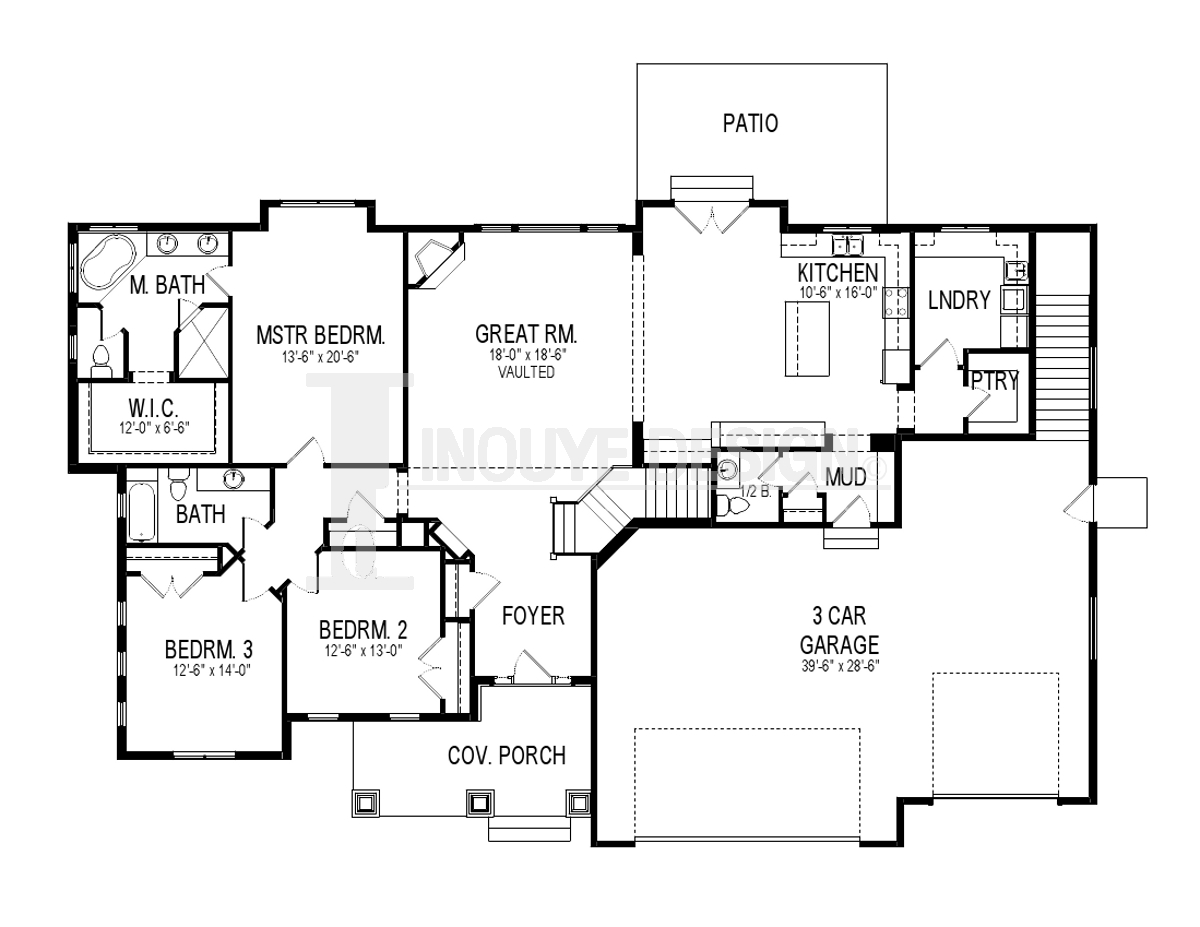 PATIO
M. BATH
MSTR BEDRM.
13'-6" x 20'-6"
GREAT RM.
18'-0" x 18'-6"
VAULTED
KITCHEN
10'-6" x 16'-0"
LNDRY
PTRY
W.I.C.
12'-0" x 6'-6"
INOUYE DESIGN ©
1/2 B.
MUD
BATH
BEDRM. 3
12'-6" x 14'-0"
BEDRM. 2
12'-6" x 13'-0"
FOYER
3 CAR
GARAGE
39'-6" x 28'-6"
COV. PORCH